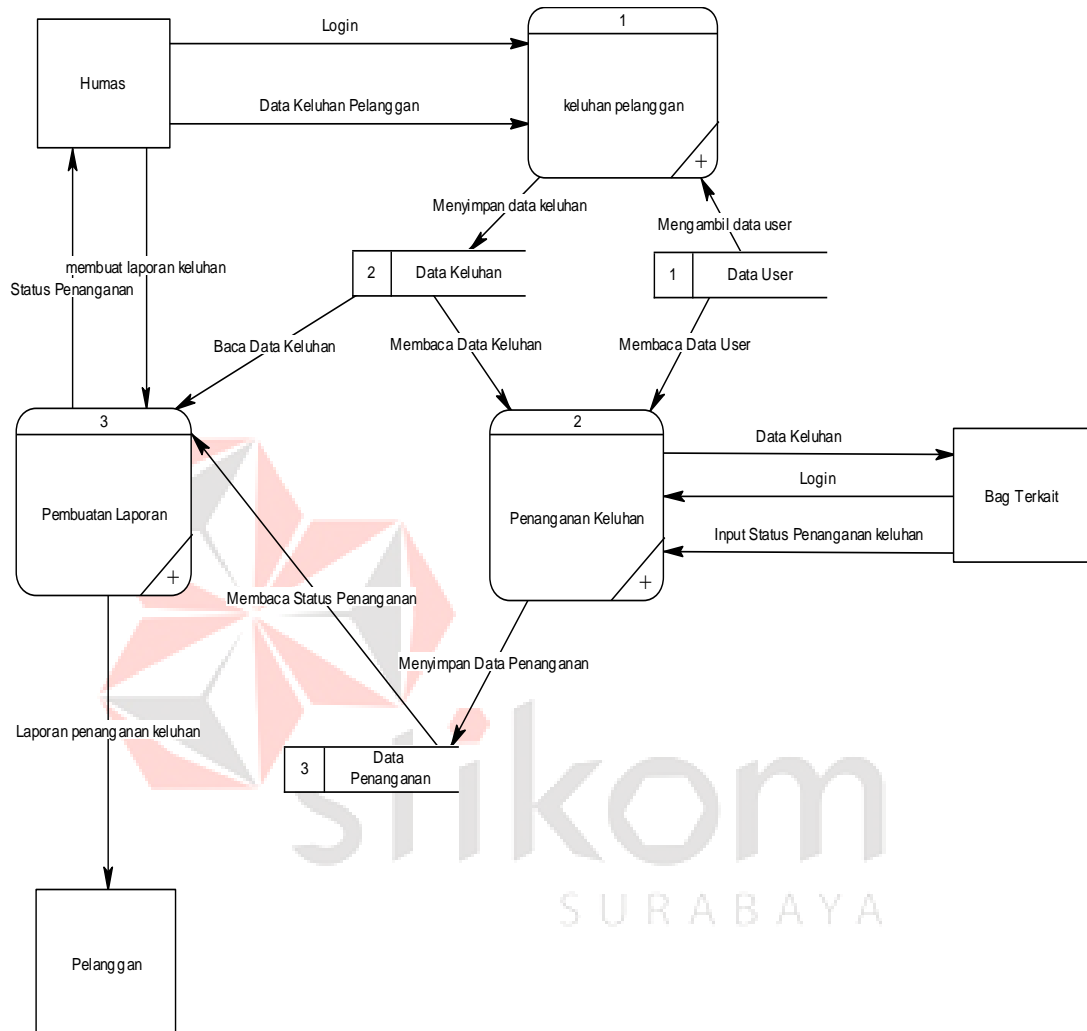 Login
1
Humas
Data Keluhan Pelanggan
keluhan pelanggan
+
Menyimpan data keluhan
Mengambil data user
2
Data Keluhan
1
Data User
membuat laporan keluhan
Status Penanganan
Baca Data Keluhan
Membaca Data Keluhan
Membaca Data User
3
2
Data Keluhan
Login
Bag Terkait
Pembuatan Laporan
Penanganan Keluhan
Input Status Penanganan keluhan
+
+
Membaca Status Penanganan
Menyimpan Data Penanganan
Laporan penanganan keluhan
3
Data
Penanganan
stikom
SURABAYA
Pelanggan